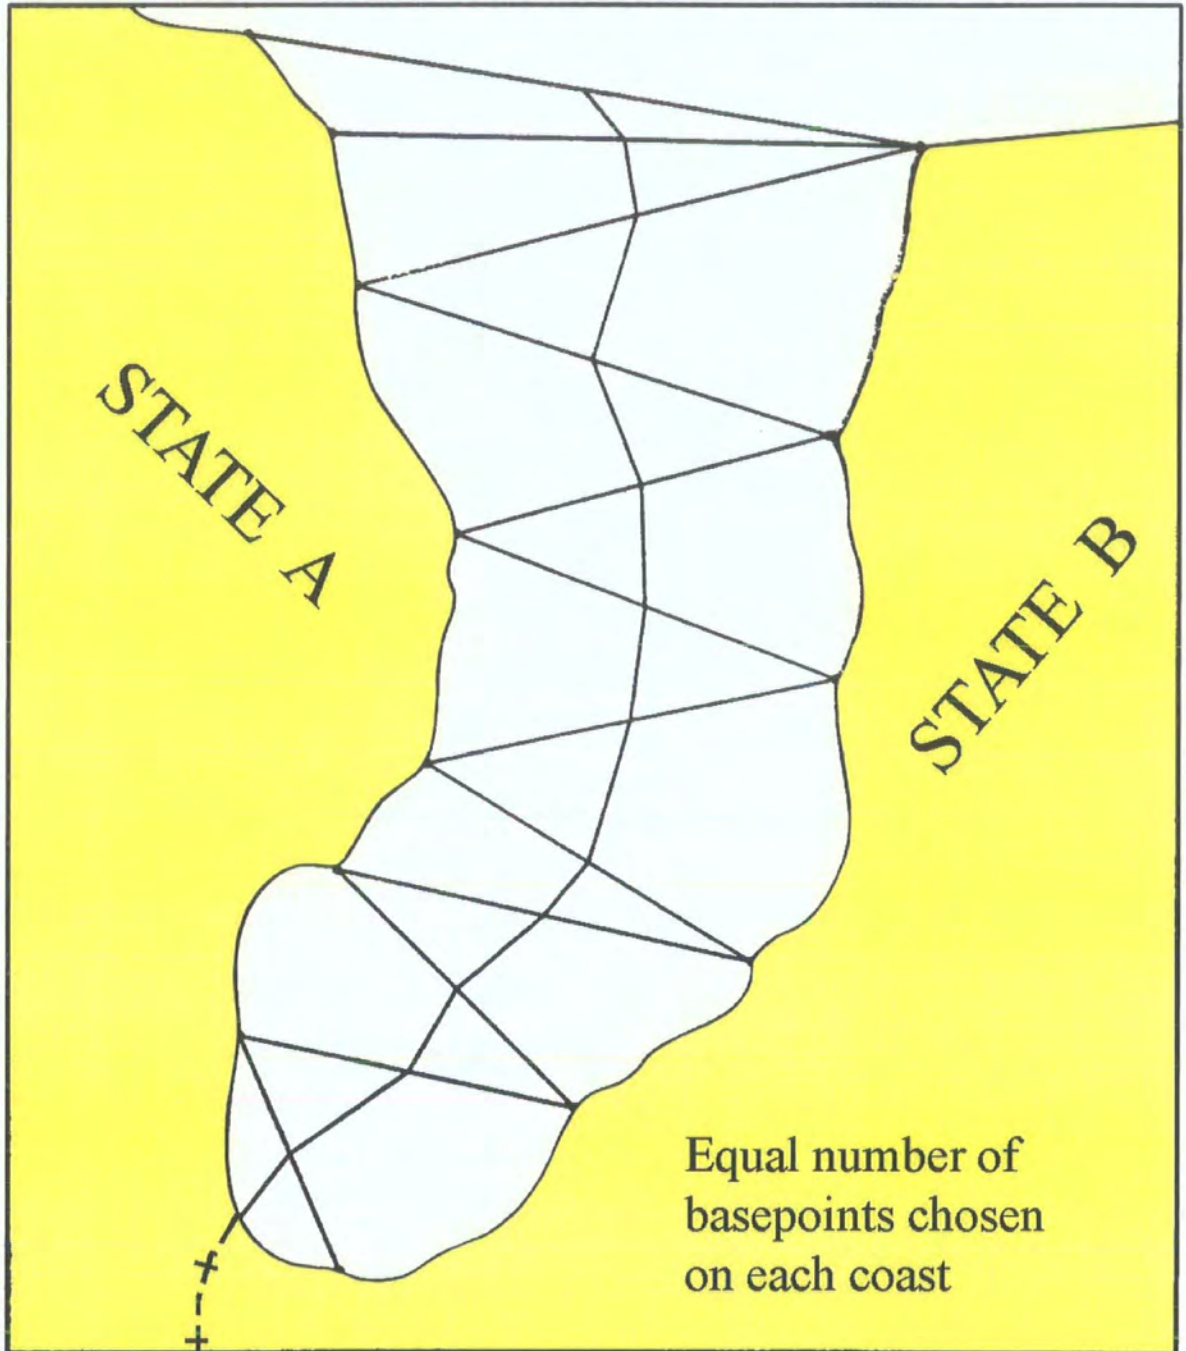 STATE A
STATE B
Equal number of
basepoints chosen
on each coast